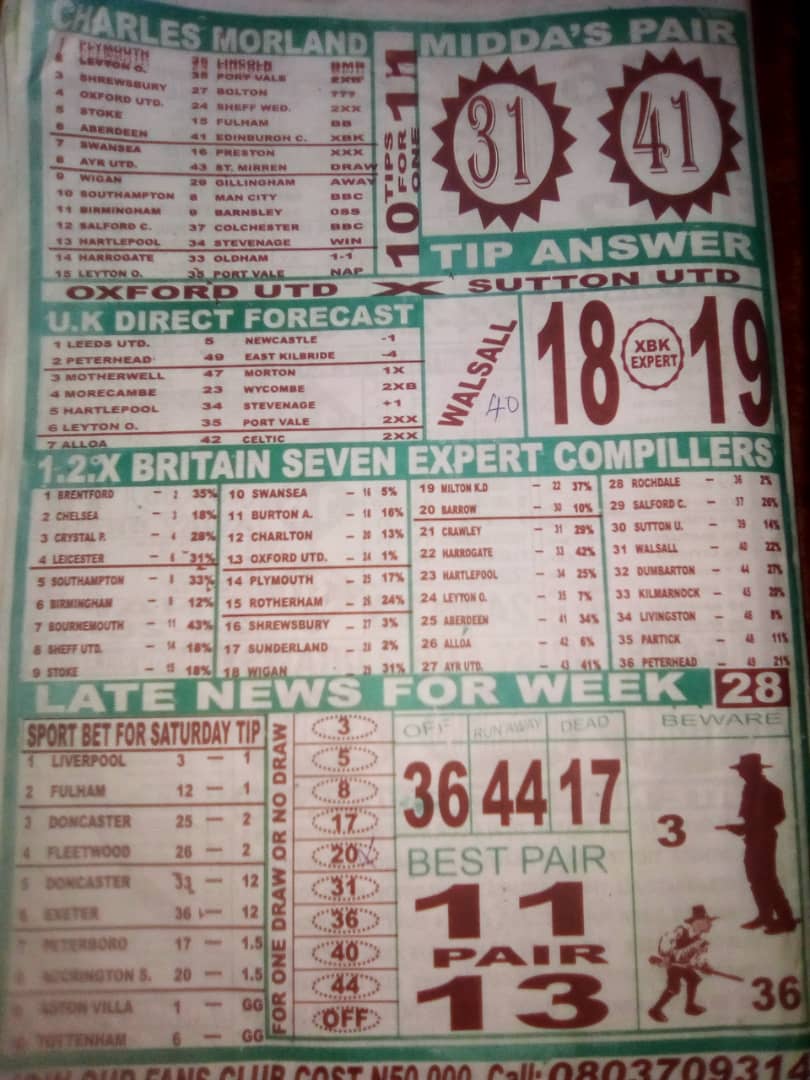 CHARLES MORLAND
PLYMOUTH LINCOLN
LEYTON O. 35 PORT VALE 2XB
3 SHREWSBURY 27 BOLTON ???
4 OXFORD UTD. 24 SHEFF WED. 2XX
5 STOKE 15 FULHAM BB
6 ABERDEEN 41 EDINBURGH C. XBK
7 SWANSEA 16 PRESTON XXX
8 AYR UTD. 43 ST. MIRREN DRAW
9 WIGAN 29 GILLINGHAM AWAY
10 SOUTHAMPTON 8 MAN CITY BBC
11 BIRMINGHAM 9 BARNSLEY OSS
12 SALFORD C. 37 COLCHESTER BBC
13 HARTLEPOOL 34 STEVENAGE WIN
14 HARROGATE 33 OLDHAM 1-1
15 LEYTON O. 35 PORT VALE NAP
10 TIPS FOR ONE 11
MIDDA'S PAIR
31 41
TIP ANSWER
OXFORD UTD X SUTTON UTD
U.K DIRECT FORECAST
1 LEEDS UTD. 5 NEWCASTLE -1
2 PETERHEAD 49 EAST KILBRIDE -4
3 MOTHERWELL 47 MORTON 1X
4 MORECAMBE 23 WYCOMBE 2XB
5 HARTLEPOOL 34 STEVENAGE +1
6 LEYTON O. 35 PORT VALE 2XX
7 ALLOA 42 CELTIC 2XX
WALSALL
40
18 XBK EXPERT 19
1.2.X BRITAIN SEVEN EXPERT COMPILLERS
1 BRENTFORD - 2 35%
2 CHELSEA - 3 18%
3 CRYSTAL P. - 4 28%
4 LEICESTER - 6 31%
5 SOUTHAMPTON - 8 33%
6 BIRMINGHAM - 9 12%
7 BOURNEMOUTH - 11 43%
8 SHEFF UTD. - 14 18%
9 STOKE - 15 18%
10 SWANSEA - 16 5%
11 BURTON A. - 18 16%
12 CHARLTON - 20 13%
13 OXFORD UTD. - 24 1%
14 PLYMOUTH - 25 17%
15 ROTHERHAM - 26 24%
16 SHREWSBURY - 27 3%
17 SUNDERLAND - 28 2%
18 WIGAN - 29 31%
19 MILTON K.D - 22 37%
20 BARROW - 30 10%
21 CRAWLEY - 31 29%
22 HARROGATE - 33 42%
23 HARTLEPOOL - 34 25%
24 LEYTON O. - 35 7%
25 ABERDEEN - 41 34%
26 ALLOA - 42 6%
27 AYR UTD. - 43 41%
28 ROCHDALE - 36 2%
29 SALFORD C. - 37 26%
30 SUTTON U. - 39 14%
31 WALSALL - 40 22%
32 DUMBARTON - 44 27%
33 KILMARNOCK - 45 20%
34 LIVINGSTON - 46 8%
35 PARTICK - 48 11%
36 PETERHEAD - 49 21%
LATE NEWS FOR WEEK 28
SPORT BET FOR SATURDAY TIP
1 LIVERPOOL 3 - 1
2 FULHAM 12 - 1
3 DONCASTER 25 - 2
4 FLEETWOOD 26 - 2
5 DONCASTER 33 - 12
6 EXETER 36 - 12
7 PETERBORO 17 - 1.5
ACCRINGTON S. 20 - 1.5
ASTON VILLA 1 - GG
TOTTENHAM 6 - GG
FOR ONE DRAW OR NO DRAW
3
5
8
17
20
31
36
40
44
OFF
OFF RUNAWAY DEAD
36 44 17
BEST PAIR
11
PAIR
13
BEWARE
3
36
OUR FANS CLUB COST N50,000 Call: 0803709314